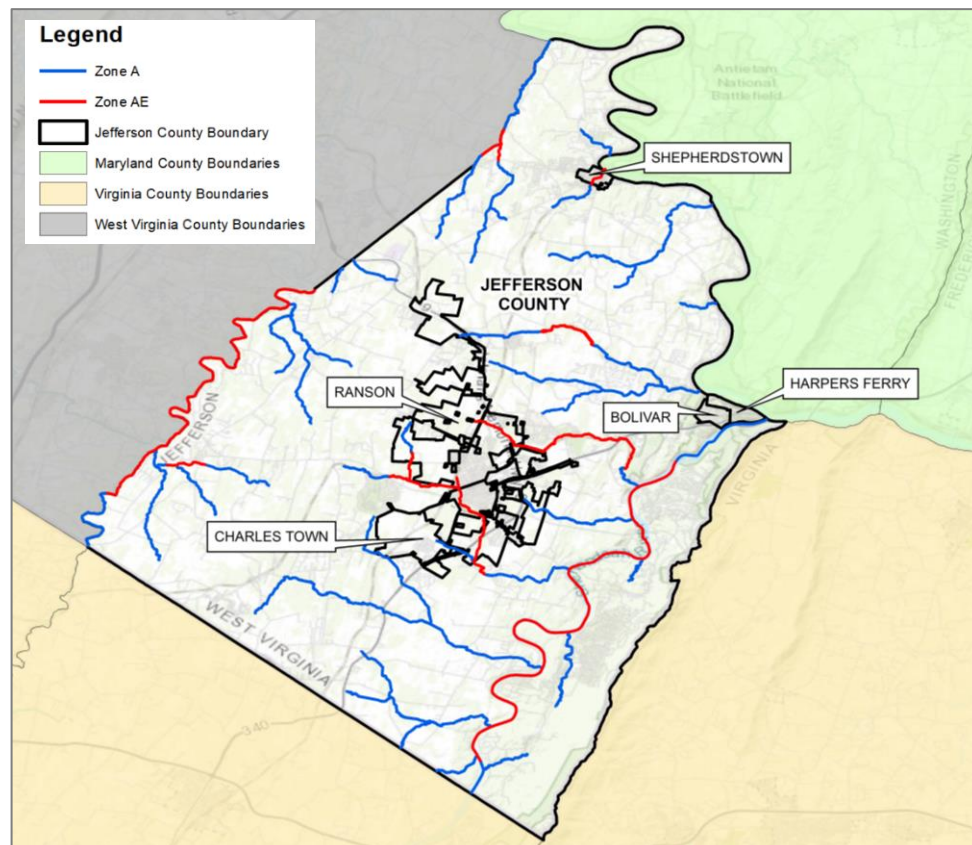 Legend
Zone A
Zone AE
Jefferson County Boundary
Maryland County Boundaries
Virginia County Boundaries
West Virginia County Boundaries
Antietam
National
Battlefield
SHEPHERDSTOWN
WASHINGTON
FREDERICK
JEFFERSON
COUNTY
RANSON
HARPERS FERRY
BOLIVAR
JEFFERSON
VIRGINIA
CHARLES TOWN
WEST VIRGINIA
340